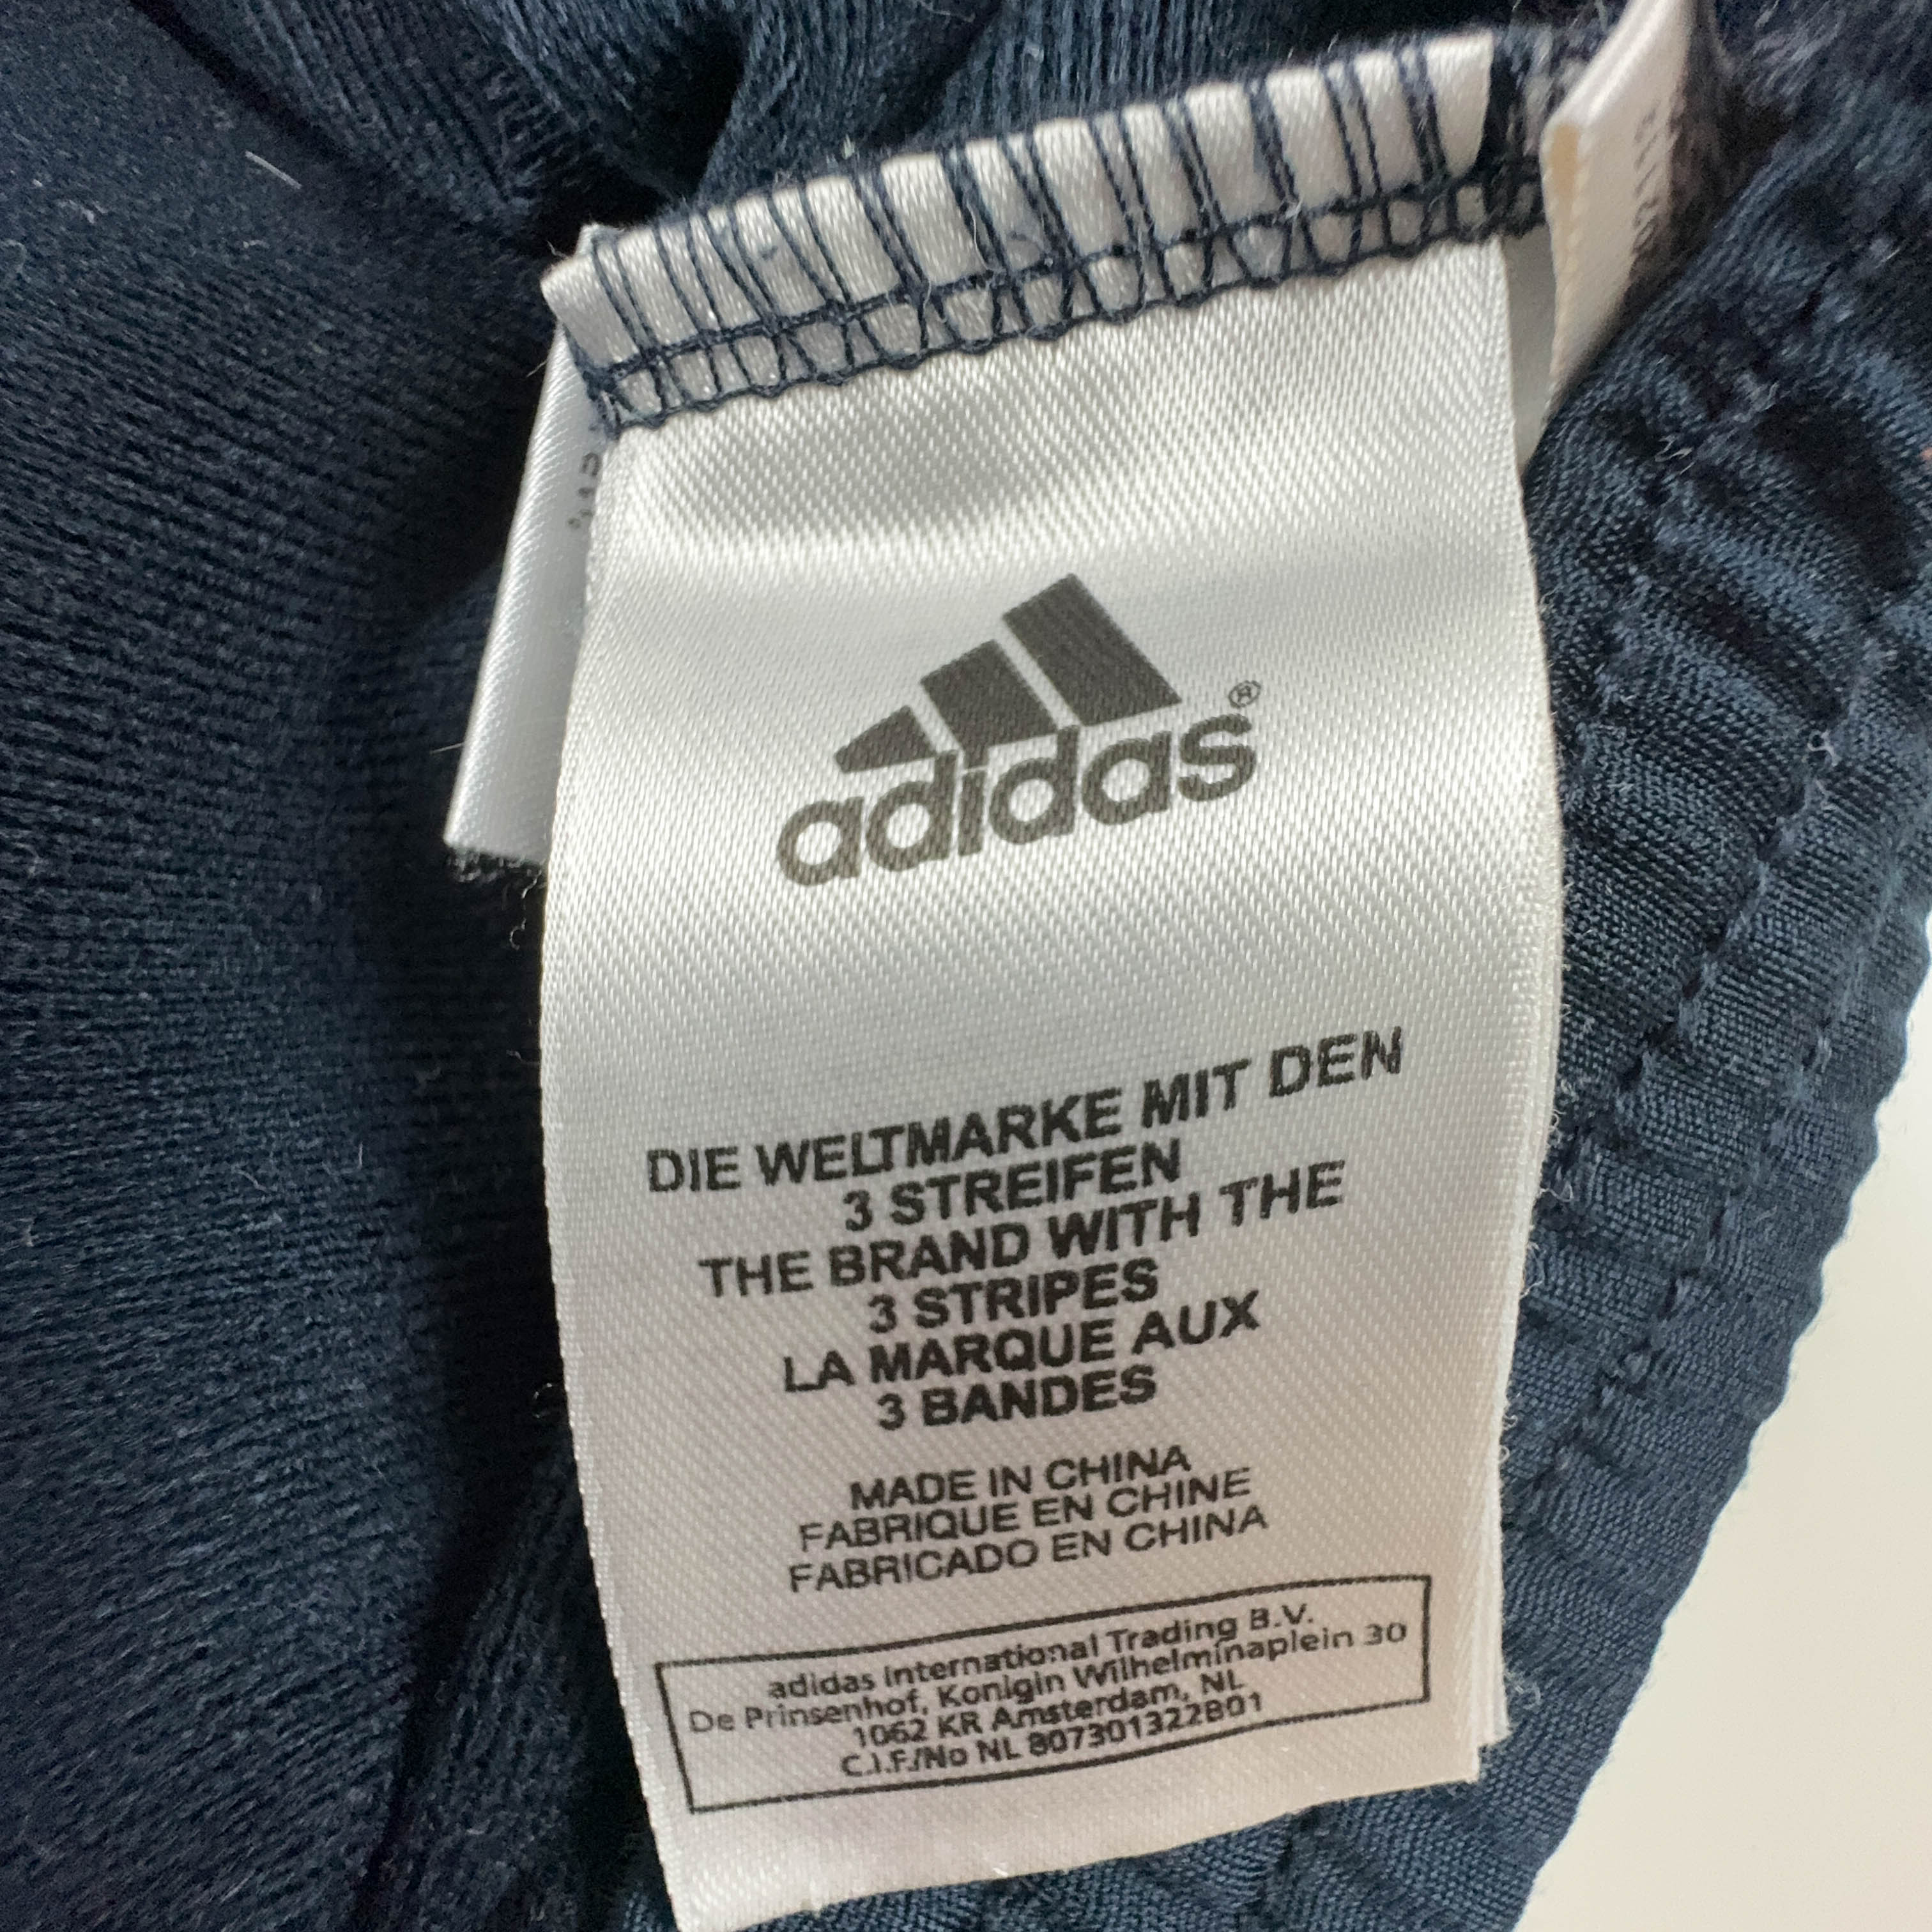 adidas®
DIE WELTMARKE MIT DEN
3 STREIFEN
THE BRAND WITH THE
3 STRIPES
LA MARQUE AUX
3 BANDES
MADE IN CHINA
FABRIQUE EN CHINE
FABRICADO EN CHINA
adidas International Trading B.V.
De Prinsenhof, Konigin Wilhelminaplein 30
1062 KR Amsterdam, NL
C.I.F./No NL 807301322B01